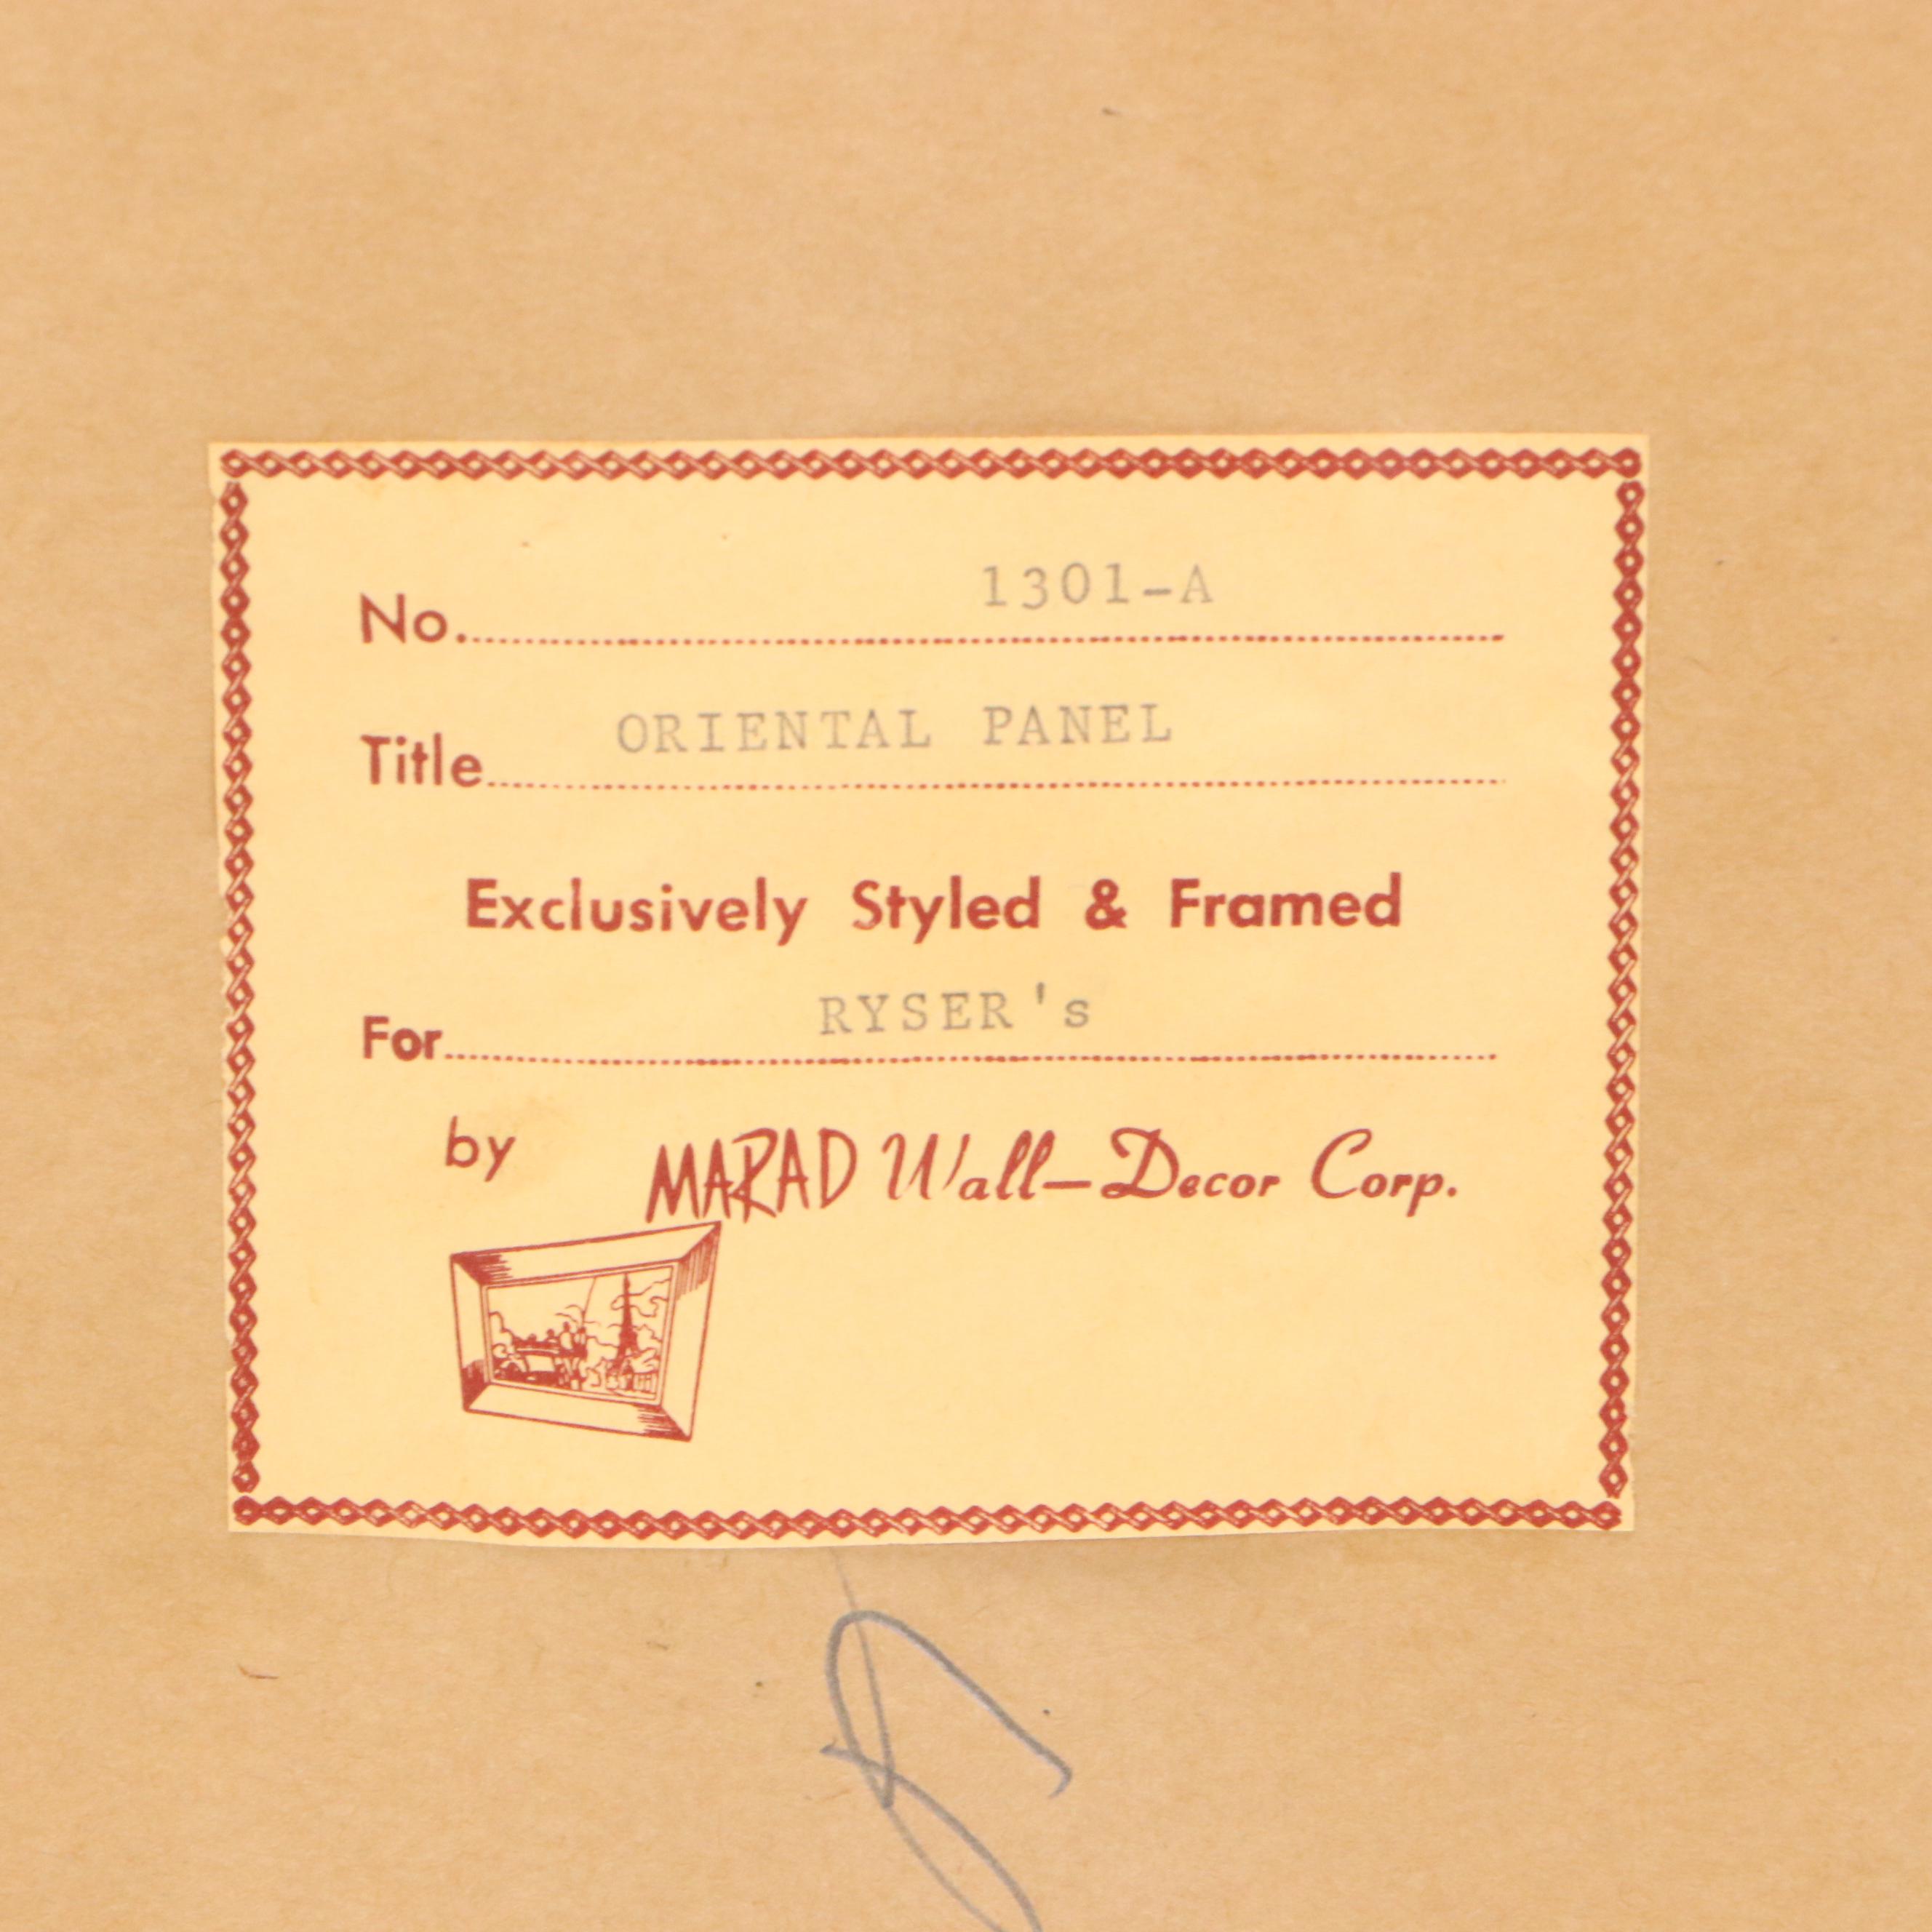 No. 1301-A
Title ORIENTAL PANEL
Exclusively Styled & Framed
For RYSER's
by MARAD Wall-Decor Corp.